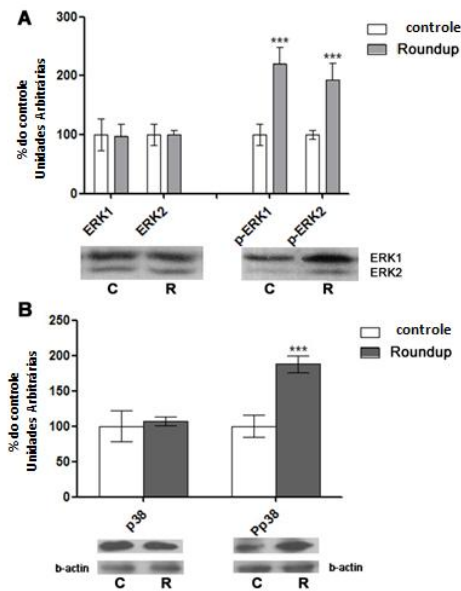 A
controle
Roundup
% do controle
Unidades Arbitrárias
300
200
100
0
***
***
ERK1
ERK2
p-ERK1
p-ERK2
ERK1
ERK2
C
R
C
R
B
controle
Roundup
% do controle
Unidades Arbitrárias
250
200
150
100
50
0
***
p38
Pp38
b-actin
b-actin
C
R
C
R